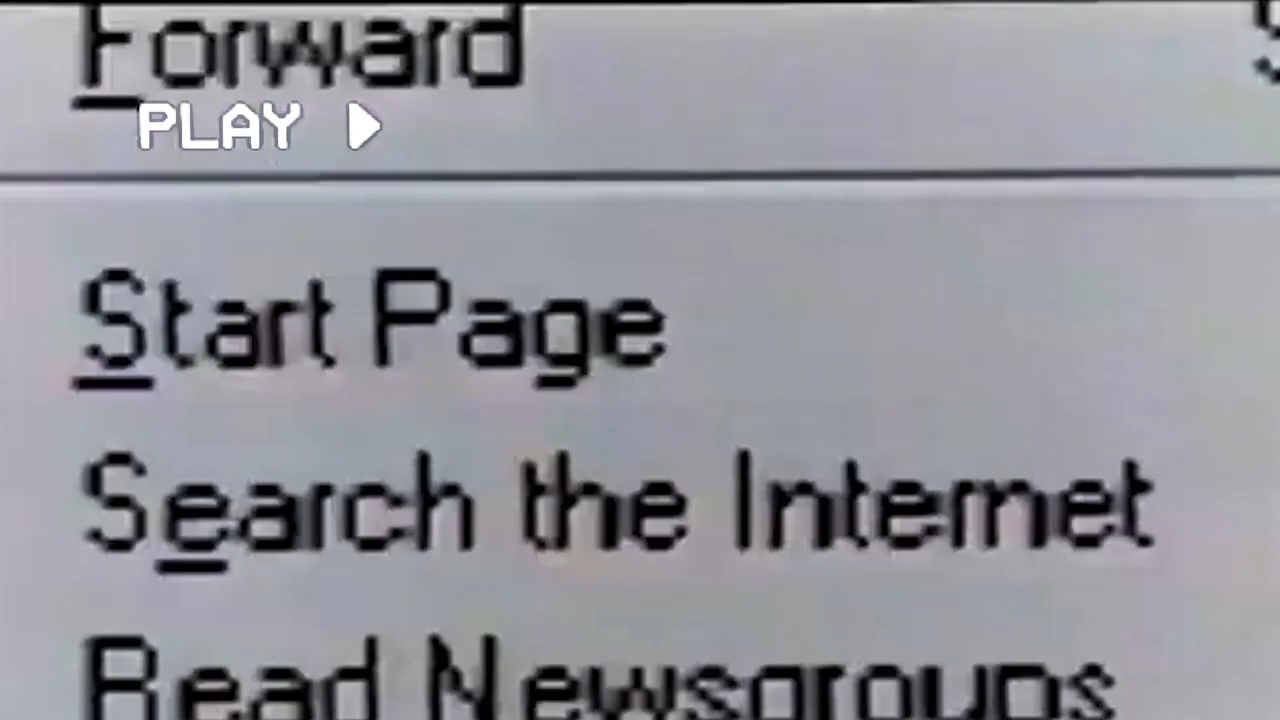 Forward
PLAY
Start Page
Search the Internet
Read Newsgroups